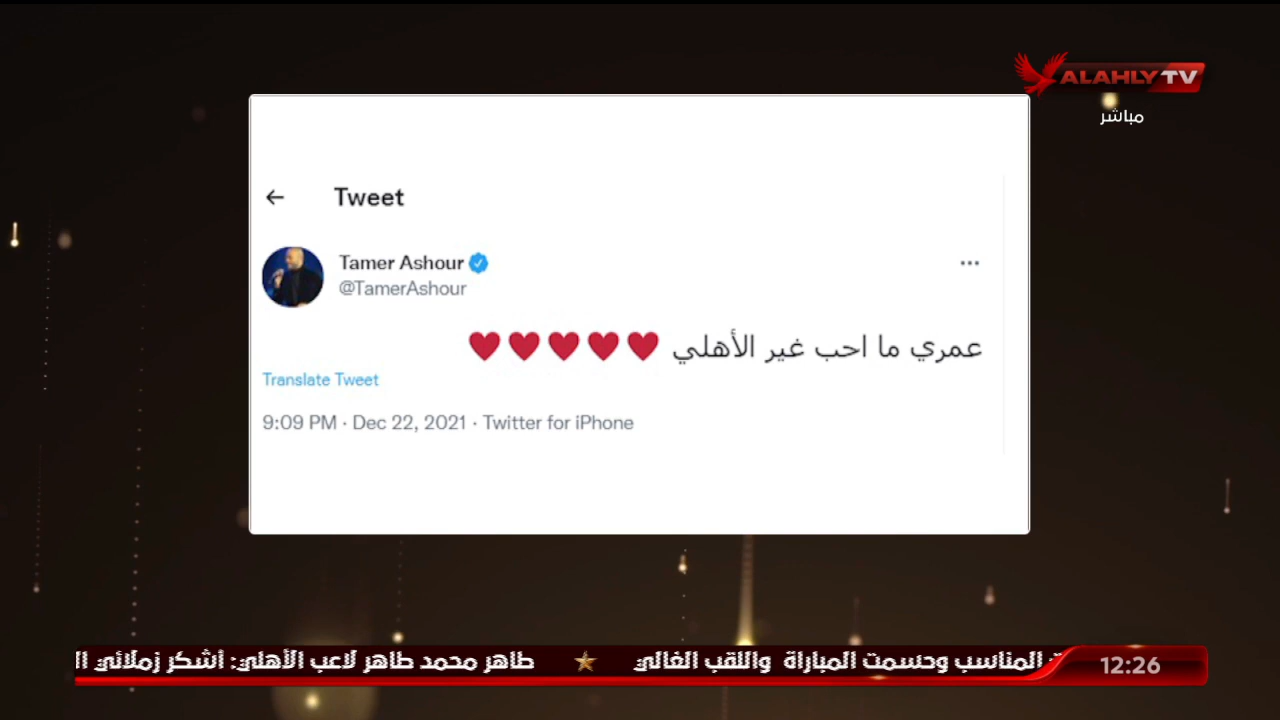 ALAHLY TV
مباشر
← Tweet
Tamer Ashour
...
@TamerAshour
عمري ما احب غير الأهلي ♥♥♥♥♥
Translate Tweet
9:09 PM · Dec 22, 2021 · Twitter for iPhone
المناسب وحسمت المباراة واللقب الغالي ★ طاهر محمد طاهر لاعب الأهلي: أشكر زملائي
12:26